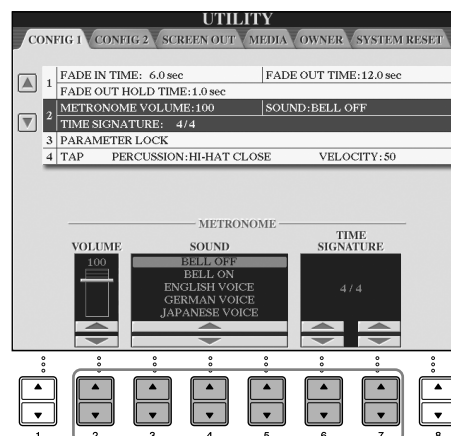 UTILITY
CONFIG 1 CONFIG 2 SCREEN OUT MEDIA OWNER SYSTEM RESET
1 FADE IN TIME: 6.0 sec FADE OUT TIME:12.0 sec
FADE OUT HOLD TIME:1.0 sec
2 METRONOME VOLUME:100 SOUND:BELL OFF
TIME SIGNATURE: 4/4
3 PARAMETER LOCK
4 TAP PERCUSSION:HI-HAT CLOSE VELOCITY:50
METRONOME
VOLUME SOUND TIME SIGNATURE
100
BELL OFF
BELL ON
ENGLISH VOICE
GERMAN VOICE
JAPANESE VOICE
4/4
1 2 3 4 5 6 7 8